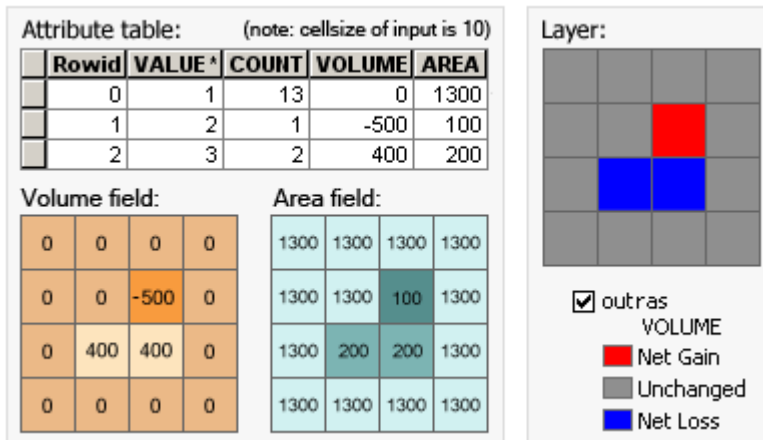 Attribute table: (note: cellsize of input is 10)
Rowid VALUE * COUNT VOLUME AREA
0 1 13 0 1300
1 2 1 -500 100
2 3 2 400 200
Volume field:
0 0 0 0
0 0 -500 0
0 400 400 0
0 0 0 0
Area field:
1300 1300 1300 1300
1300 1300 100 1300
1300 200 200 1300
1300 1300 1300 1300
Layer:
outras
VOLUME
Net Gain
Unchanged
Net Loss